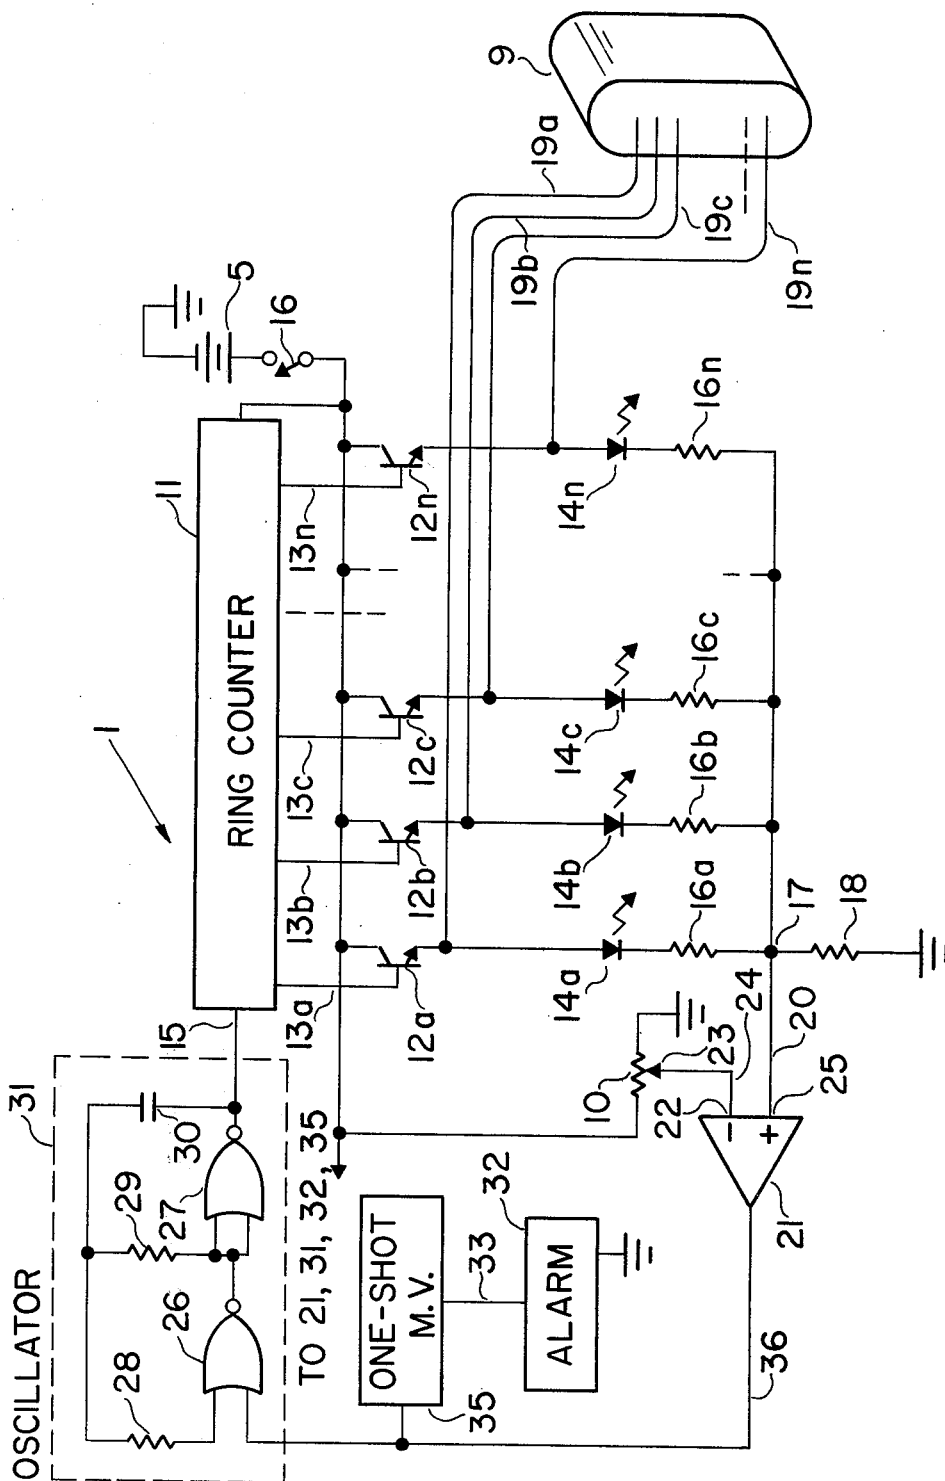 OSCILLATOR
31
28
29
26
27
30
15
TO 21, 31, 32, 35
1
11
RING COUNTER
5
16
13a
13b
13c
13n
12a
12b
12c
12n
9
19a
19b
19c
19n
14a
14b
14c
14n
16a
16b
16c
16n
17
18
10
23
24
22
20
25
−
+
21
ONE-SHOT
M.V.
35
33
32
ALARM
36